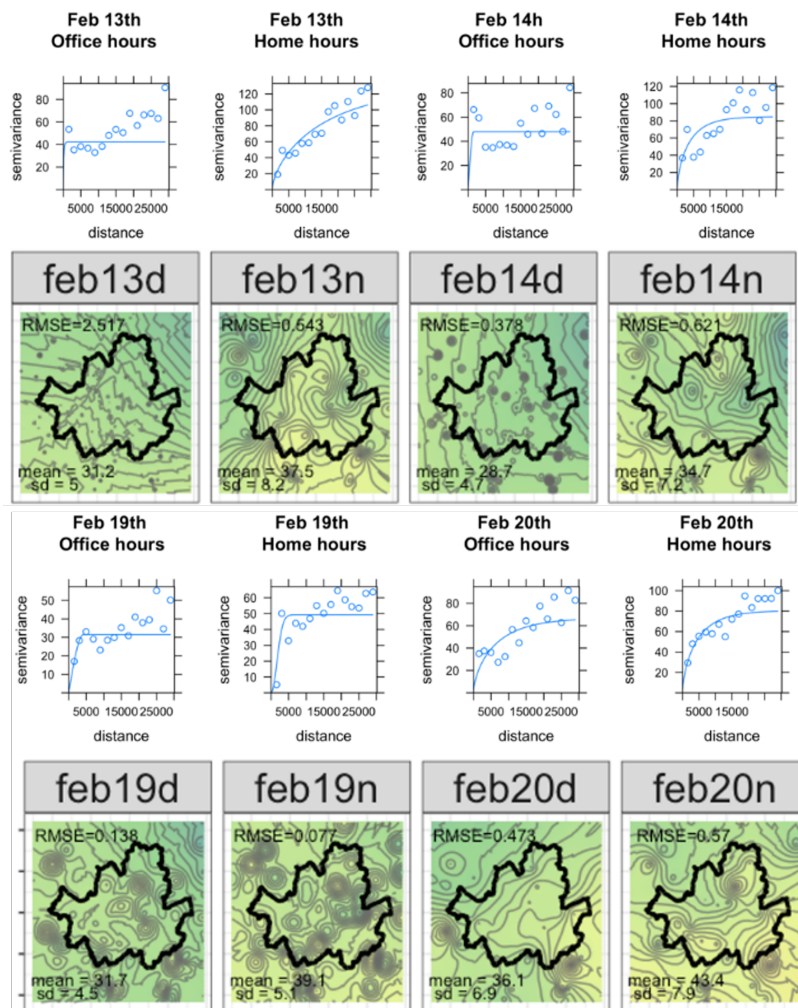 Feb 13th
Office hours
Feb 13th
Home hours
Feb 14h
Office hours
Feb 14th
Home hours
semivariance
80
60
40
20
5000 15000 25000
distance
semivariance
120
100
80
60
40
20
5000 15000
distance
semivariance
80
60
40
20
5000 15000 25000
distance
semivariance
120
100
80
60
40
20
5000 15000
distance
feb13d
feb13n
feb14d
feb14n
RMSE=2.517
mean = 31.2
sd = 5
RMSE=0.543
mean = 37.5
sd = 8.2
RMSE=0.378
mean = 28.7
sd = 4.7
RMSE=0.621
mean = 34.7
sd = 7.2
Feb 19th
Office hours
Feb 19th
Home hours
Feb 20th
Office hours
Feb 20th
Home hours
semivariance
50
40
30
20
10
5000 15000 25000
distance
semivariance
60
50
40
30
20
10
5000 15000 25000
distance
semivariance
80
60
40
20
5000 15000 25000
distance
semivariance
100
80
60
40
20
5000 15000
distance
feb19d
feb19n
feb20d
feb20n
RMSE=0.138
mean = 31.7
sd = 4.5
RMSE=0.077
mean = 39.1
sd = 5.1
RMSE=0.473
mean = 36.1
sd = 6.9
RMSE=0.57
mean = 43.4
sd = 7.9